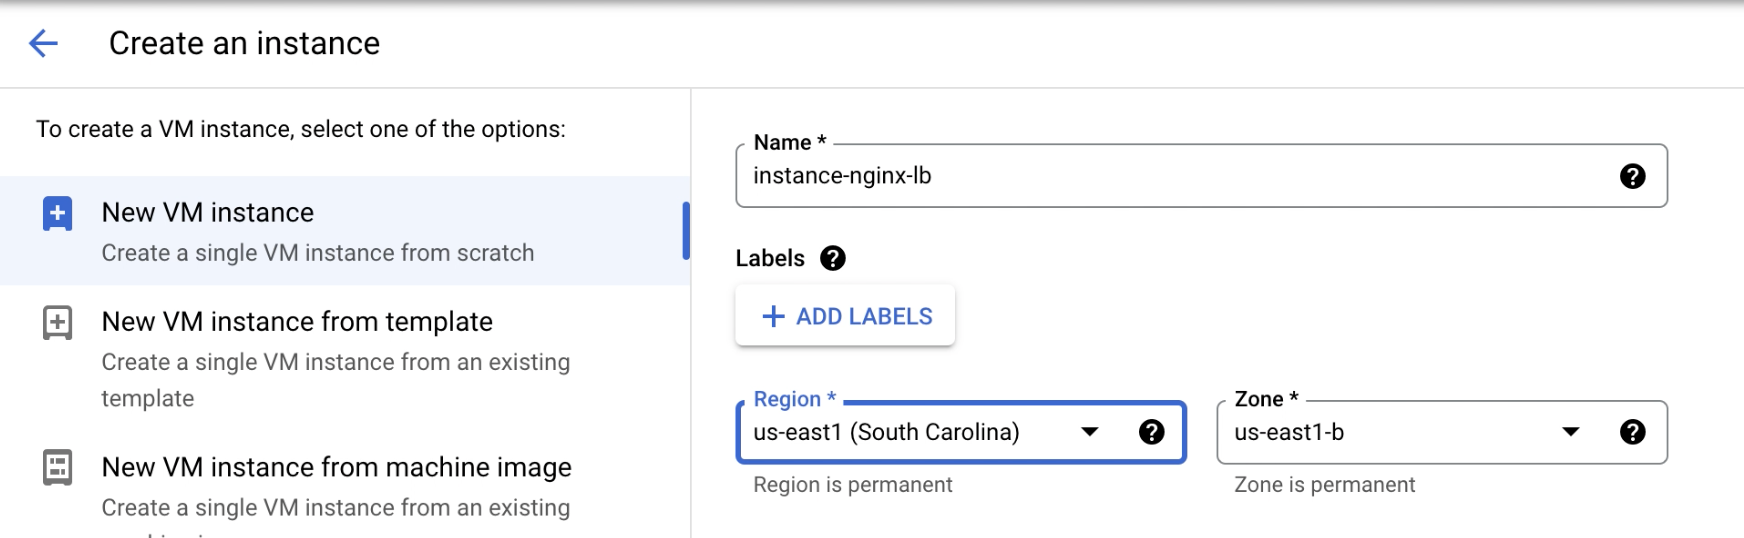 Create an instance
To create a VM instance, select one of the options:
New VM instance
Create a single VM instance from scratch
New VM instance from template
Create a single VM instance from an existing
template
New VM instance from machine image
Create a single VM instance from an existing
Name *
instance-nginx-lb
Labels
ADD LABELS
Region *
us-east1 (South Carolina)
Region is permanent
Zone *
us-east1-b
Zone is permanent